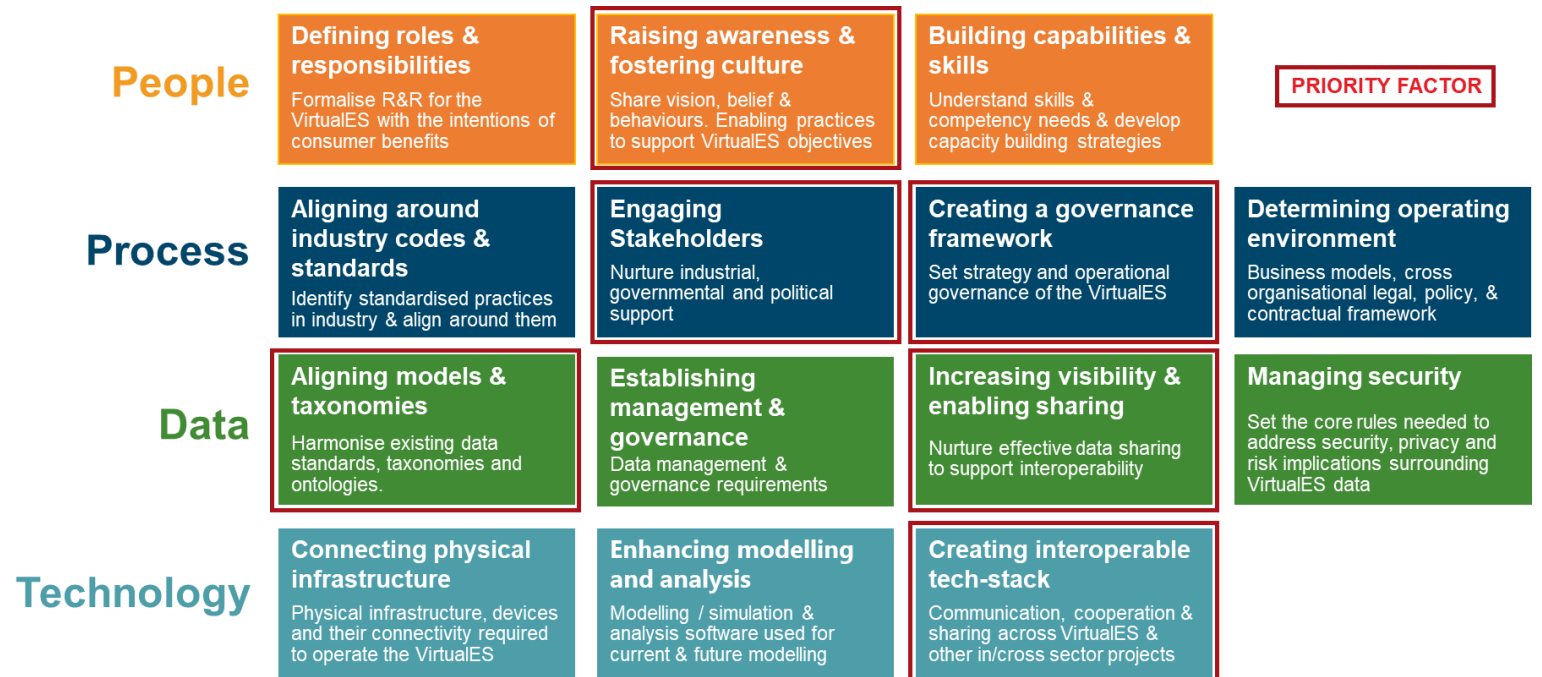 People
Defining roles &
responsibilities
Formalise R&R for the
VirtualES with the intentions of
consumer benefits
Raising awareness &
fostering culture
Share vision, belief &
behaviours. Enabling practices
to support VirtualES objectives
Building capabilities &
skills
Understand skills &
competency needs & develop
capacity building strategies
PRIORITY FACTOR
Process
Aligning around
industry codes &
standards
Identify standardised practices
in industry & align around them
Engaging
Stakeholders
Nurture industrial,
governmental and political
support
Creating a governance
framework
Set strategy and operational
governance of the VirtualES
Determining operating
environment
Business models, cross
organisational legal, policy, &
contractual framework
Data
Aligning models &
taxonomies
Harmonise existing data
standards, taxonomies and
ontologies.
Establishing
management &
governance
Data management &
governance requirements
Increasing visibility &
enabling sharing
Nurture effective data sharing
to support interoperability
Managing security
Set the core rules needed to
address security, privacy and
risk implications surrounding
VirtualES data
Technology
Connecting physical
infrastructure
Physical infrastructure, devices
and their connectivity required
to operate the VirtualES
Enhancing modelling
and analysis
Modelling / simulation &
analysis software used for
current & future modelling
Creating interoperable
tech-stack
Communication, cooperation &
sharing across VirtualES &
other in/cross sector projects